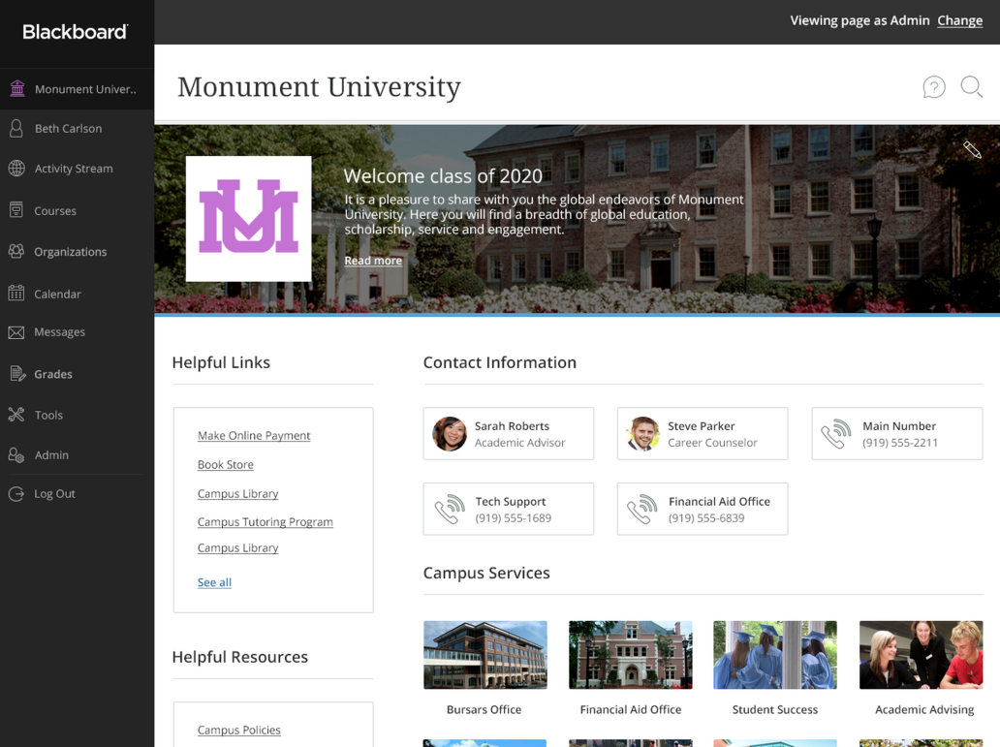 Blackboard
Viewing page as Admin Change
Monument Univer..
Beth Carlson
Activity Stream
Courses
Organizations
Calendar
Messages
Grades
Tools
Admin
Log Out
Monument University
?
UM
Welcome class of 2020
It is a pleasure to share with you the global endeavors of Monument
University. Here you will find a breadth of global education,
scholarship, service and engagement.
Read more
Helpful Links
Make Online Payment
Book Store
Campus Library
Campus Tutoring Program
Campus Library
See all
Helpful Resources
Campus Policies
Contact Information
Sarah Roberts
Academic Advisor
Steve Parker
Career Counselor
Main Number
(919) 555-2211
Tech Support
(919) 555-1689
Financial Aid Office
(919) 555-6839
Campus Services
Bursars Office
Financial Aid Office
Student Success
Academic Advising